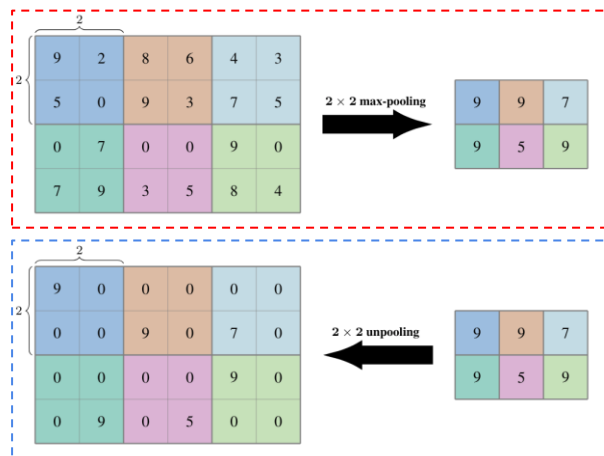 2
2
9 2 8 6 4 3
5 0 9 3 7 5
0 7 0 0 9 0
7 9 3 5 8 4
2 × 2 max-pooling
9 9 7
9 5 9
2
2
9 0 0 0 0 0
0 0 9 0 7 0
0 0 0 0 9 0
0 9 0 5 0 0
2 × 2 unpooling
9 9 7
9 5 9